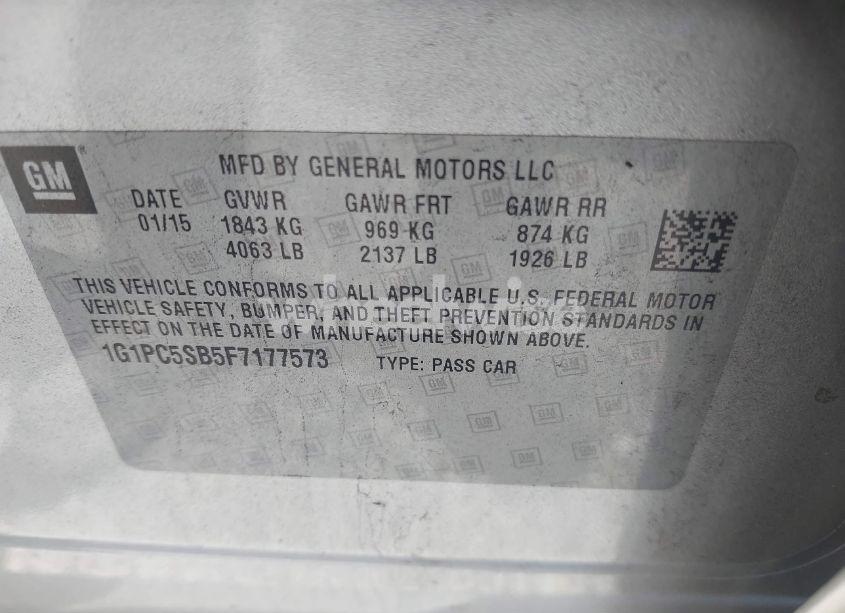 GM
MFD BY GENERAL MOTORS LLC
DATE GVWR GAWR FRT GAWR RR
01/15 1843 KG 969 KG 874 KG
4063 LB 2137 LB 1926 LB
THIS VEHICLE CONFORMS TO ALL APPLICABLE U.S. FEDERAL MOTOR
VEHICLE SAFETY, BUMPER, AND THEFT PREVENTION STANDARDS IN
EFFECT ON THE DATE OF MANUFACTURE SHOWN ABOVE.
1G1PC5SB5F7177573 TYPE: PASS CAR